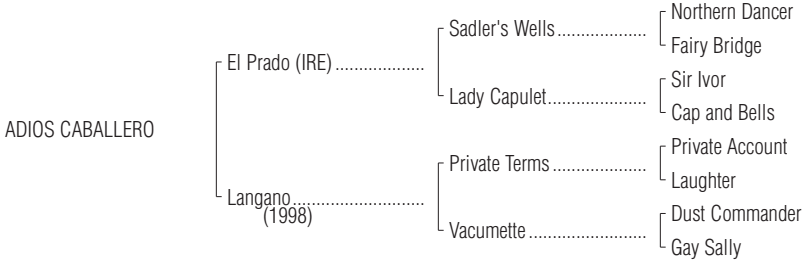 Northern Dancer
Sadler's Wells....................
Fairy Bridge
El Prado (IRE)...................
Sir Ivor
Lady Capulet......................
Cap and Bells
ADIOS CABALLERO
Private Account
Private Terms....................
Laughter
Langano............................
(1998)
Dust Commander
Vacumette.........................
Gay Sally